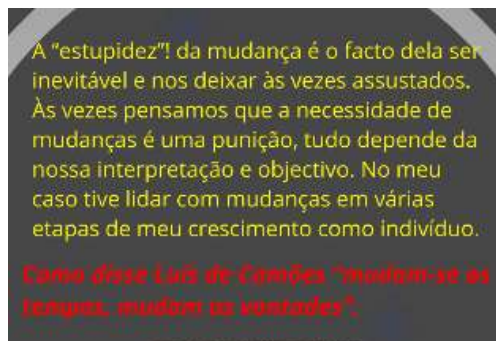 A “estupidez”! da mudança é o facto dela ser
inevitável e nos deixar às vezes assustados.
Às vezes pensamos que a necessidade de
mudanças é uma punição, tudo depende da
nossa interpretação e objectivo. No meu
caso tive lidar com mudanças em várias
etapas de meu crescimento como indivíduo.
Como disse Luís de Camões “mudam-se os
tempos, mudam as vontades”.